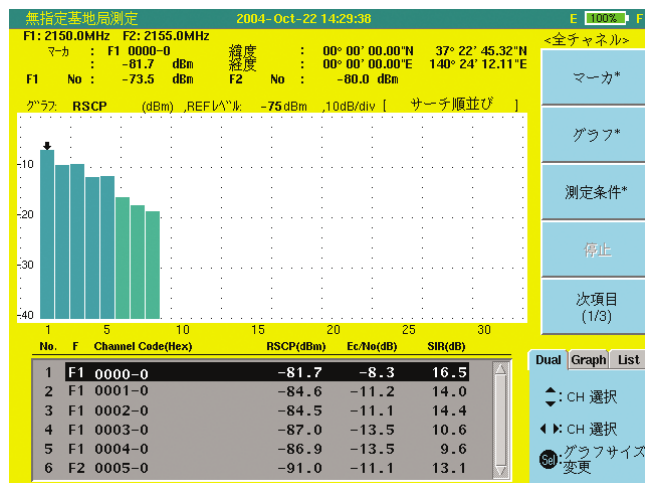 無指定基地局測定 2004-Oct-22 14:29:38 E 100% F
F1: 2150.0MHz F2: 2155.0MHz
マーカ : F1 0000-0 緯度 : 00° 00' 00.00"N 37° 22' 45.32"N
: -81.7 dBm 経度 : 00° 00' 00.00"E 140° 24' 12.11"E
F1 No : -73.5 dBm F2 No : -80.0 dBm
グラフ: RSCP (dBm) ,REFレベル: -75dBm ,10dB/div [ サーチ順並び ]
-10
-20
-30
-40
1 5 10 15 20 25 30
No. F Channel Code(Hex) RSCP(dBm) Ec/No(dB) SIR(dB)
1 F1 0000-0 -81.7 -8.3 16.5
2 F1 0001-0 -84.6 -11.2 14.0
3 F1 0002-0 -84.5 -11.1 14.4
4 F1 0003-0 -87.0 -13.5 10.6
5 F1 0004-0 -86.9 -13.5 9.6
6 F2 0005-0 -91.0 -11.1 13.1
<全チャネル>
マーカ*
グラフ*
測定条件*
停止
次項目
(1/3)
Dual Graph List
: CH 選択
: CH 選択
Sel: グラフサイズ
変更